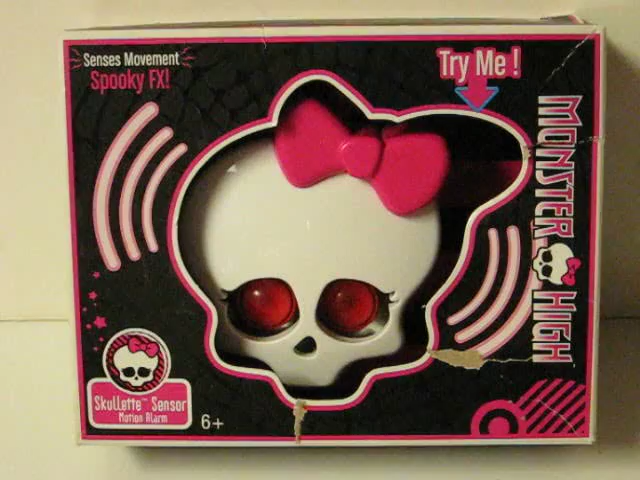 Senses Movement
Spooky FX!
Try Me !
MONSTER HIGH
Skullette™ Sensor
Motion Alarm
6+